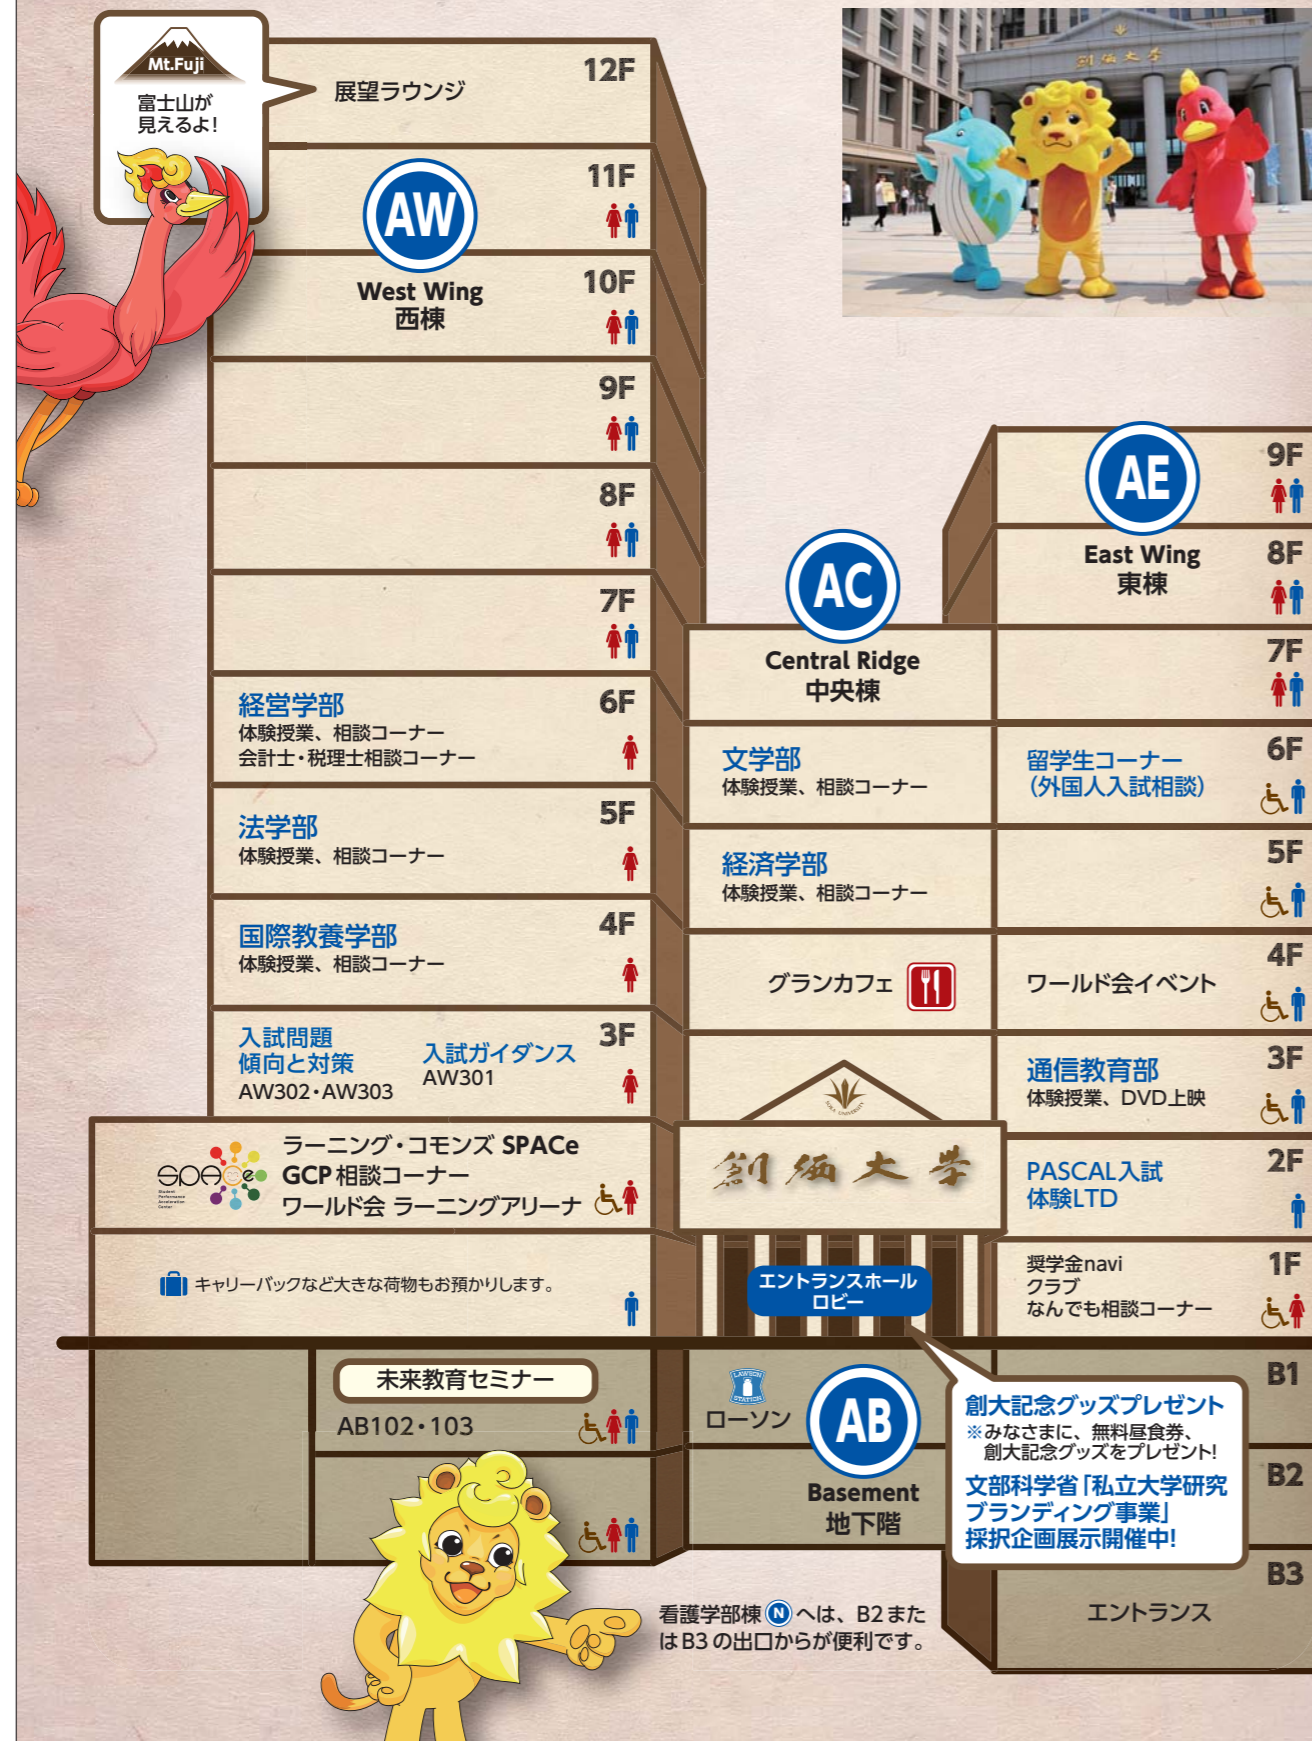 Mt.Fuji
富士山が
見えるよ!
展望ラウンジ
12F
11F
AW
West Wing
西棟
10F
9F
8F
7F
経営学部
体験授業、相談コーナー
会計士・税理士相談コーナー
6F
法学部
体験授業、相談コーナー
5F
国際教養学部
体験授業、相談コーナー
4F
入試問題
傾向と対策
AW302・AW303
入試ガイダンス
AW301
3F
SPACe
Student
Performance
Acceleration
Center
ラーニング・コモンズ SPACe
GCP 相談コーナー
ワールド会 ラーニングアリーナ
キャリーバックなど大きな荷物もお預かりします。
未来教育セミナー
AB102・103
創価大学
AC
Central Ridge
中央棟
文学部
体験授業、相談コーナー
経済学部
体験授業、相談コーナー
グランカフェ
SOKA UNIVERSITY
創価大学
エントランスホール
ロビー
LAWSON
STATION
ローソン
AB
Basement
地下階
AE
East Wing
東棟
9F
8F
7F
留学生コーナー
（外国人入試相談）
6F
5F
ワールド会イベント
4F
通信教育部
体験授業、DVD上映
3F
PASCAL入試
体験LTD
2F
奨学金navi
クラブ
なんでも相談コーナー
1F
B1
創大記念グッズプレゼント
※みなさまに、無料昼食券、
創大記念グッズをプレゼント!
文部科学省「私立大学研究
ブランディング事業」
採択企画展示開催中!
B2
B3
エントランス
看護学部棟 N へは、B2また
はB3の出口からが便利です。